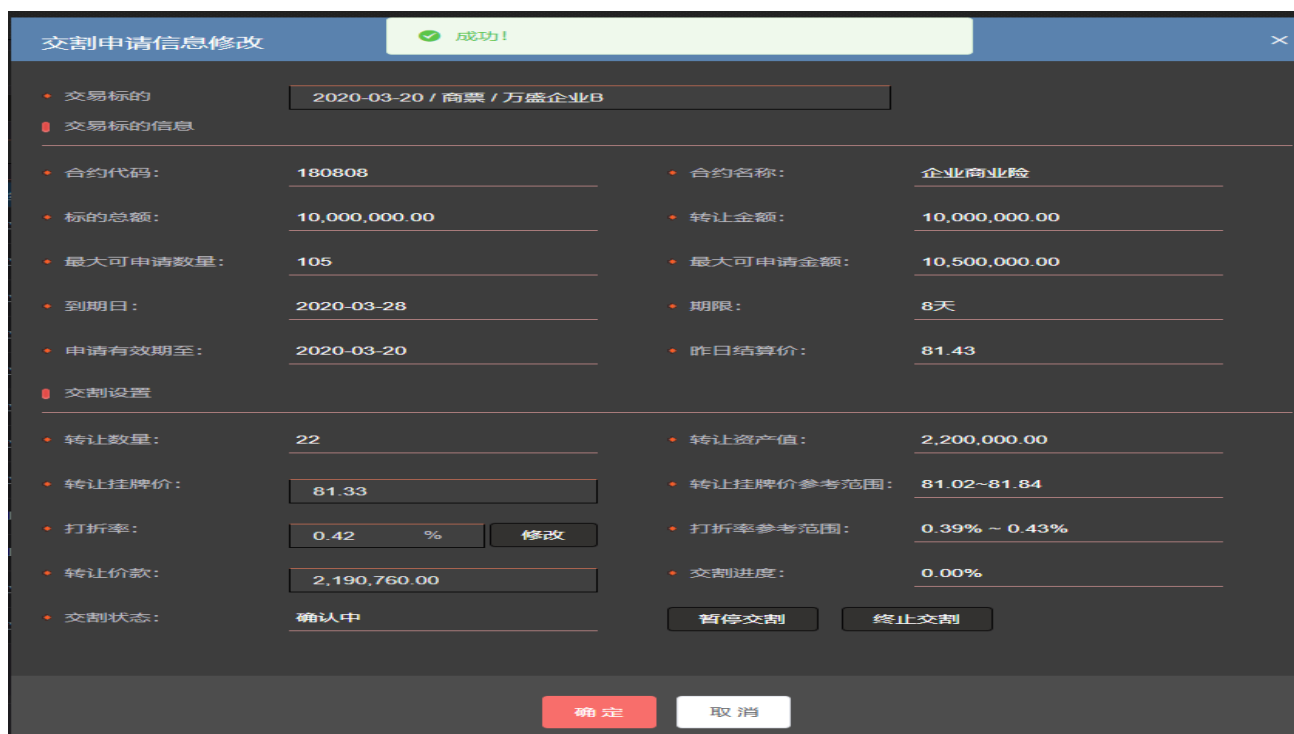 成功!
交割申请信息修改
交易标的 2020-03-20 / 商票 / 万盛企业B
交易标的信息
合约代码: 180808 合约名称: 企业商业险
标的总额: 10,000,000.00 转让金额: 10,000,000.00
最大可申请数量: 105 最大可申请金额: 10,500,000.00
到期日: 2020-03-28 期限: 8天
申请有效期至: 2020-03-20 昨日结算价: 81.43
交割设置
转让数量: 22 转让资产值: 2,200,000.00
转让挂牌价: 81.33 转让挂牌价参考范围: 81.02~81.84
打折率: 0.42 % 修改 打折率参考范围: 0.39% ~ 0.43%
转让价款: 2,190,760.00 交割进度: 0.00%
交割状态: 确认中 暂停交割 终止交割
确定 取消